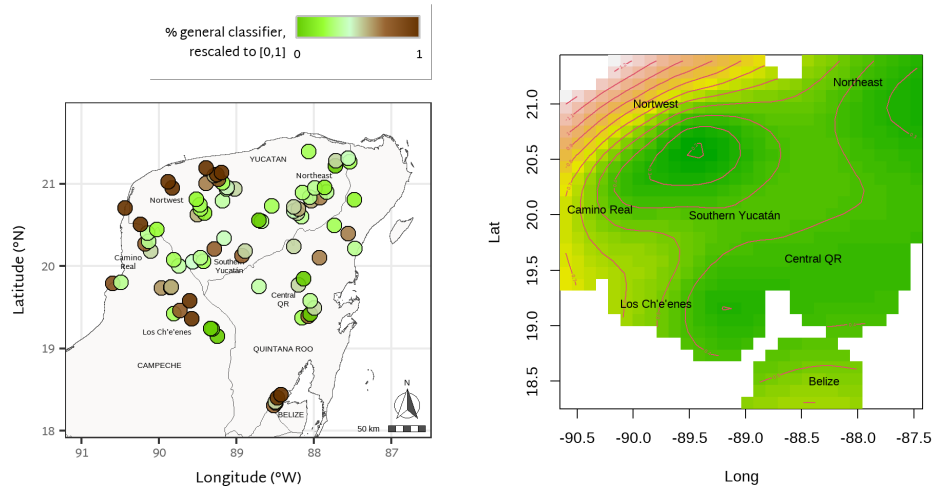 % general classifier,
rescaled to [0,1]
0
1
YUCATAN
Northeast
Nortwest
Camino
Real
Southern
Yucatán
Central
QR
Los Ch'e'enes
QUINTANA ROO
CAMPECHE
BELIZE
N
50 km
21
20
19
18
91
90
89
88
87
Latitude (°N)
Longitude (°W)
Northeast
Nortwest
Camino Real
Southern Yucatán
Central QR
Los Ch'e'enes
Belize
21.0
20.5
20.0
19.5
19.0
18.5
-90.5
-90.0
-89.5
-89.0
-88.5
-88.0
-87.5
Lat
Long